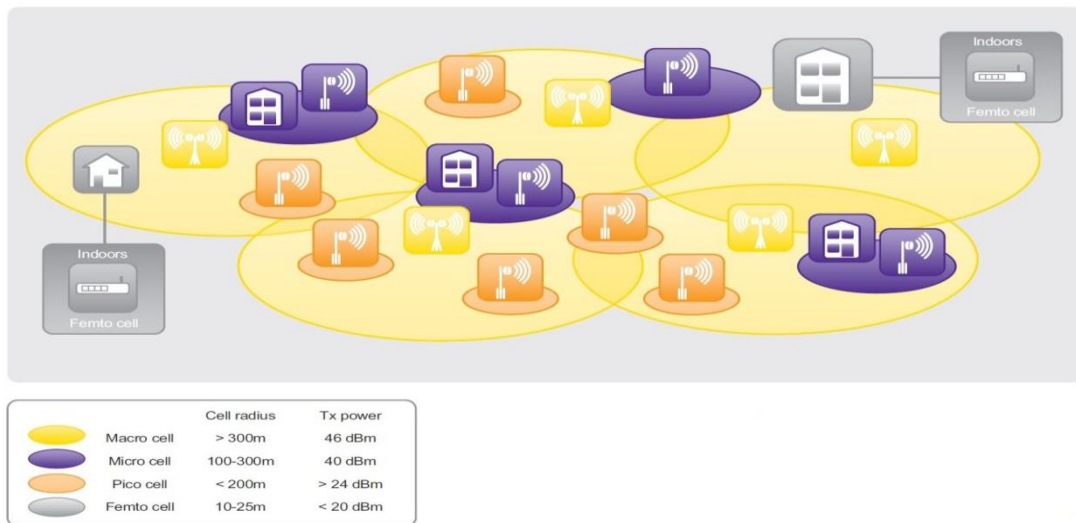 Indoors
Femto cell
Indoors
Femto cell
Cell radius Tx power
Macro cell > 300m 46 dBm
Micro cell 100-300m 40 dBm
Pico cell < 200m > 24 dBm
Femto cell 10-25m < 20 dBm